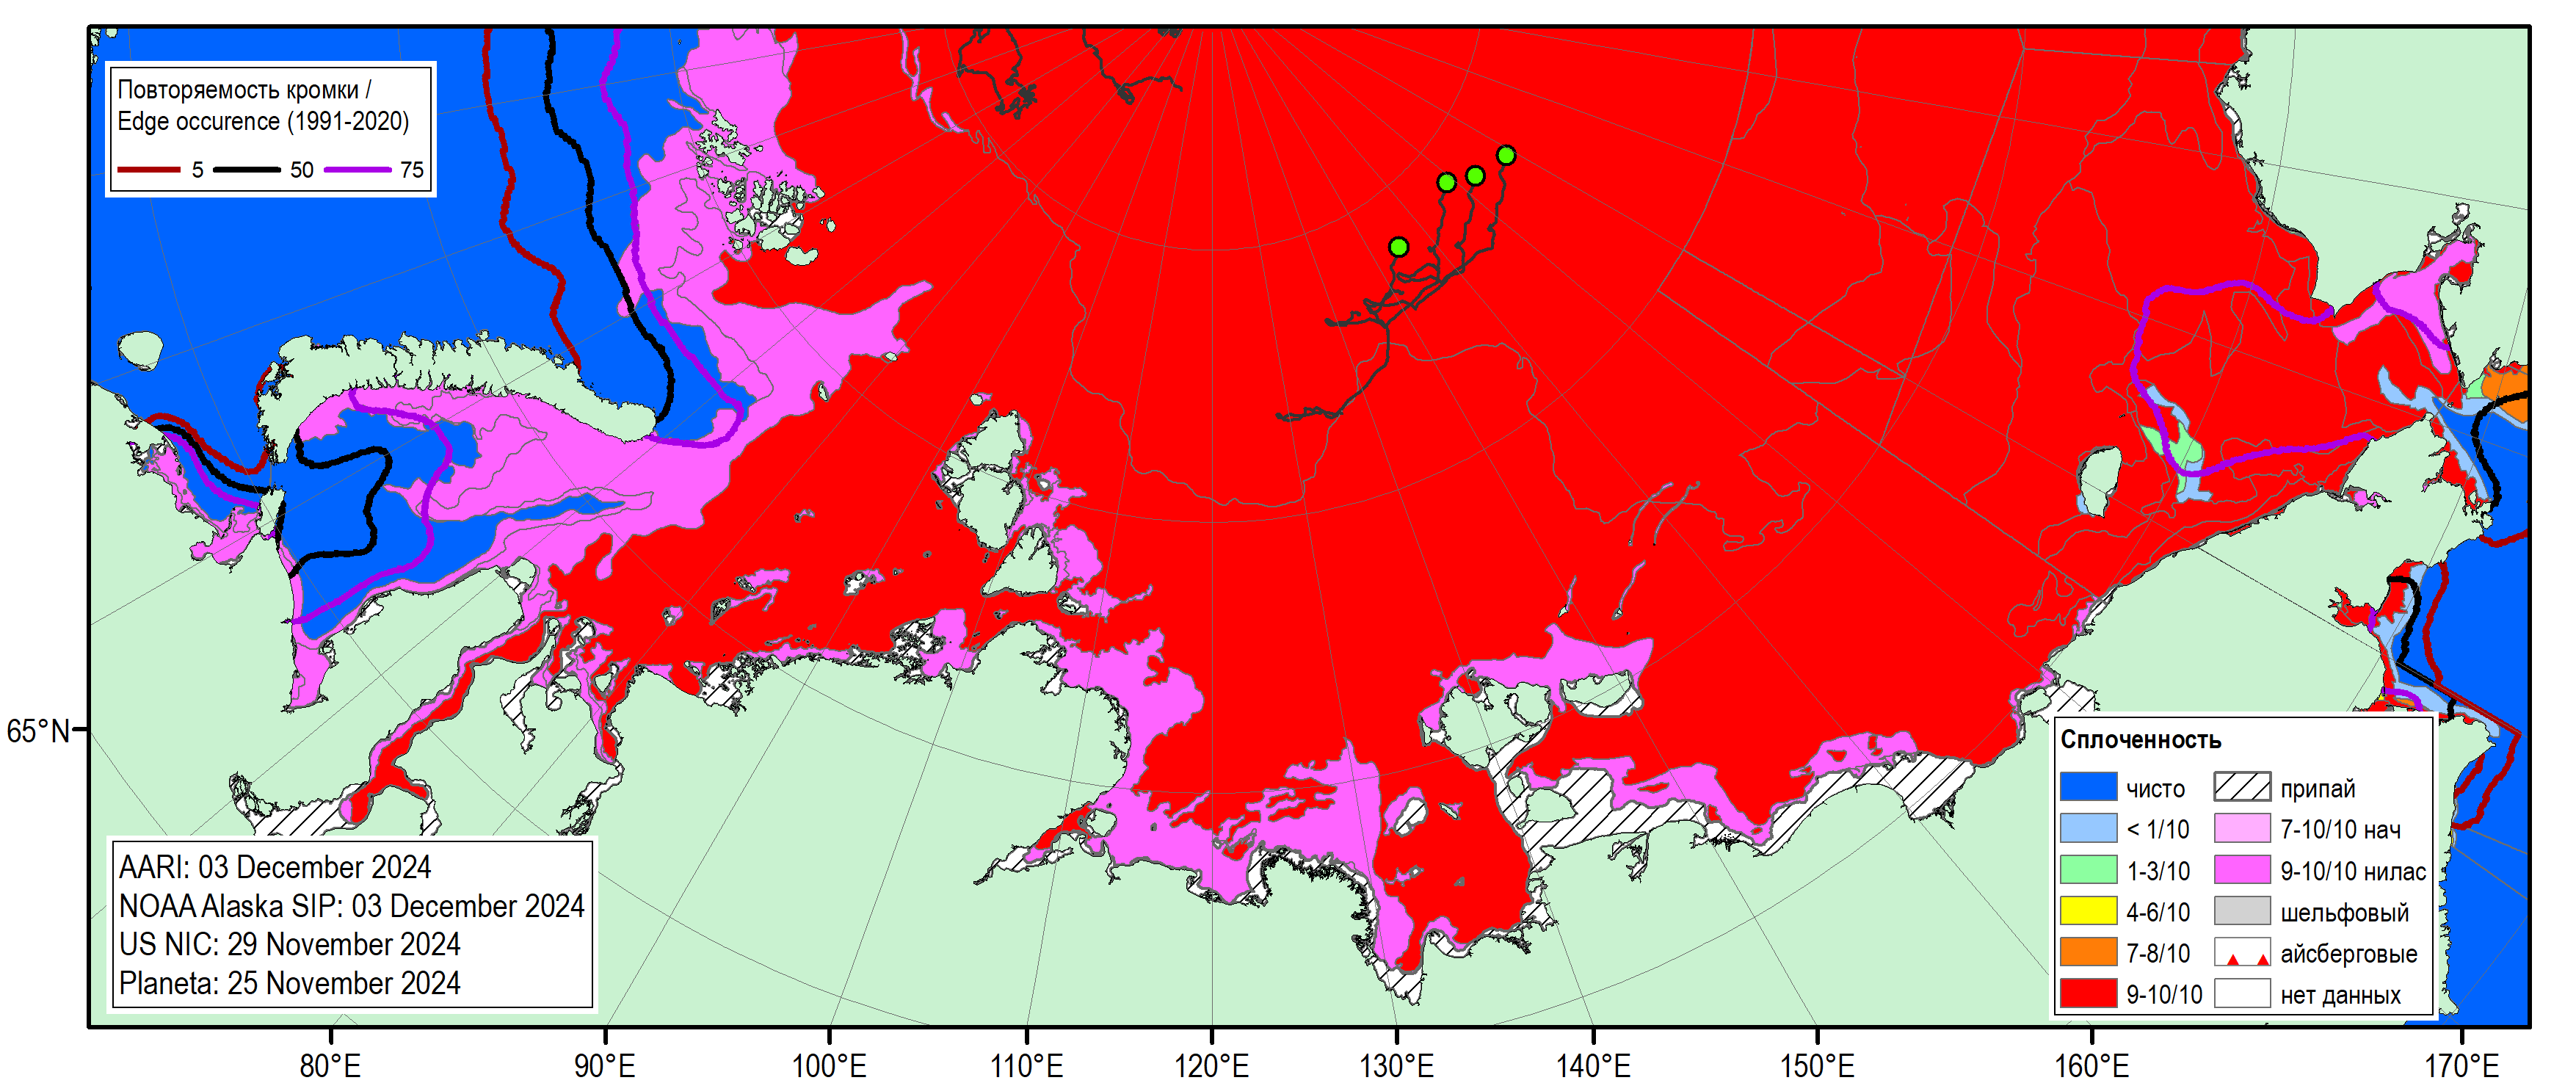 Повторяемость кромки /
Edge occurence (1991-2020)
5 50 75
65°N
AARI: 03 December 2024
NOAA Alaska SIP: 03 December 2024
US NIC: 29 November 2024
Planeta: 25 November 2024
Сплоченность
чисто
< 1/10
1-3/10
4-6/10
7-8/10
9-10/10
припай
7-10/10 нач
9-10/10 нилас
шельфовый
айсберговые
нет данных
80°E 90°E 100°E 110°E 120°E 130°E 140°E 150°E 160°E 170°E